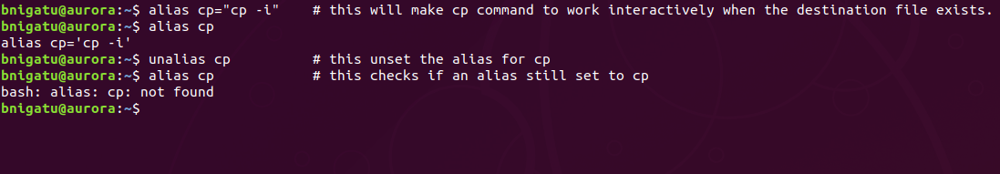 bnigatu@aurora:~$ alias cp="cp -i"    # this will make cp command to work interactively when the destination file exists.
bnigatu@aurora:~$ alias cp
alias cp='cp -i'
bnigatu@aurora:~$ unalias cp          # this unset the alias for cp
bnigatu@aurora:~$ alias cp            # this checks if an alias still set to cp
bash: alias: cp: not found
bnigatu@aurora:~$